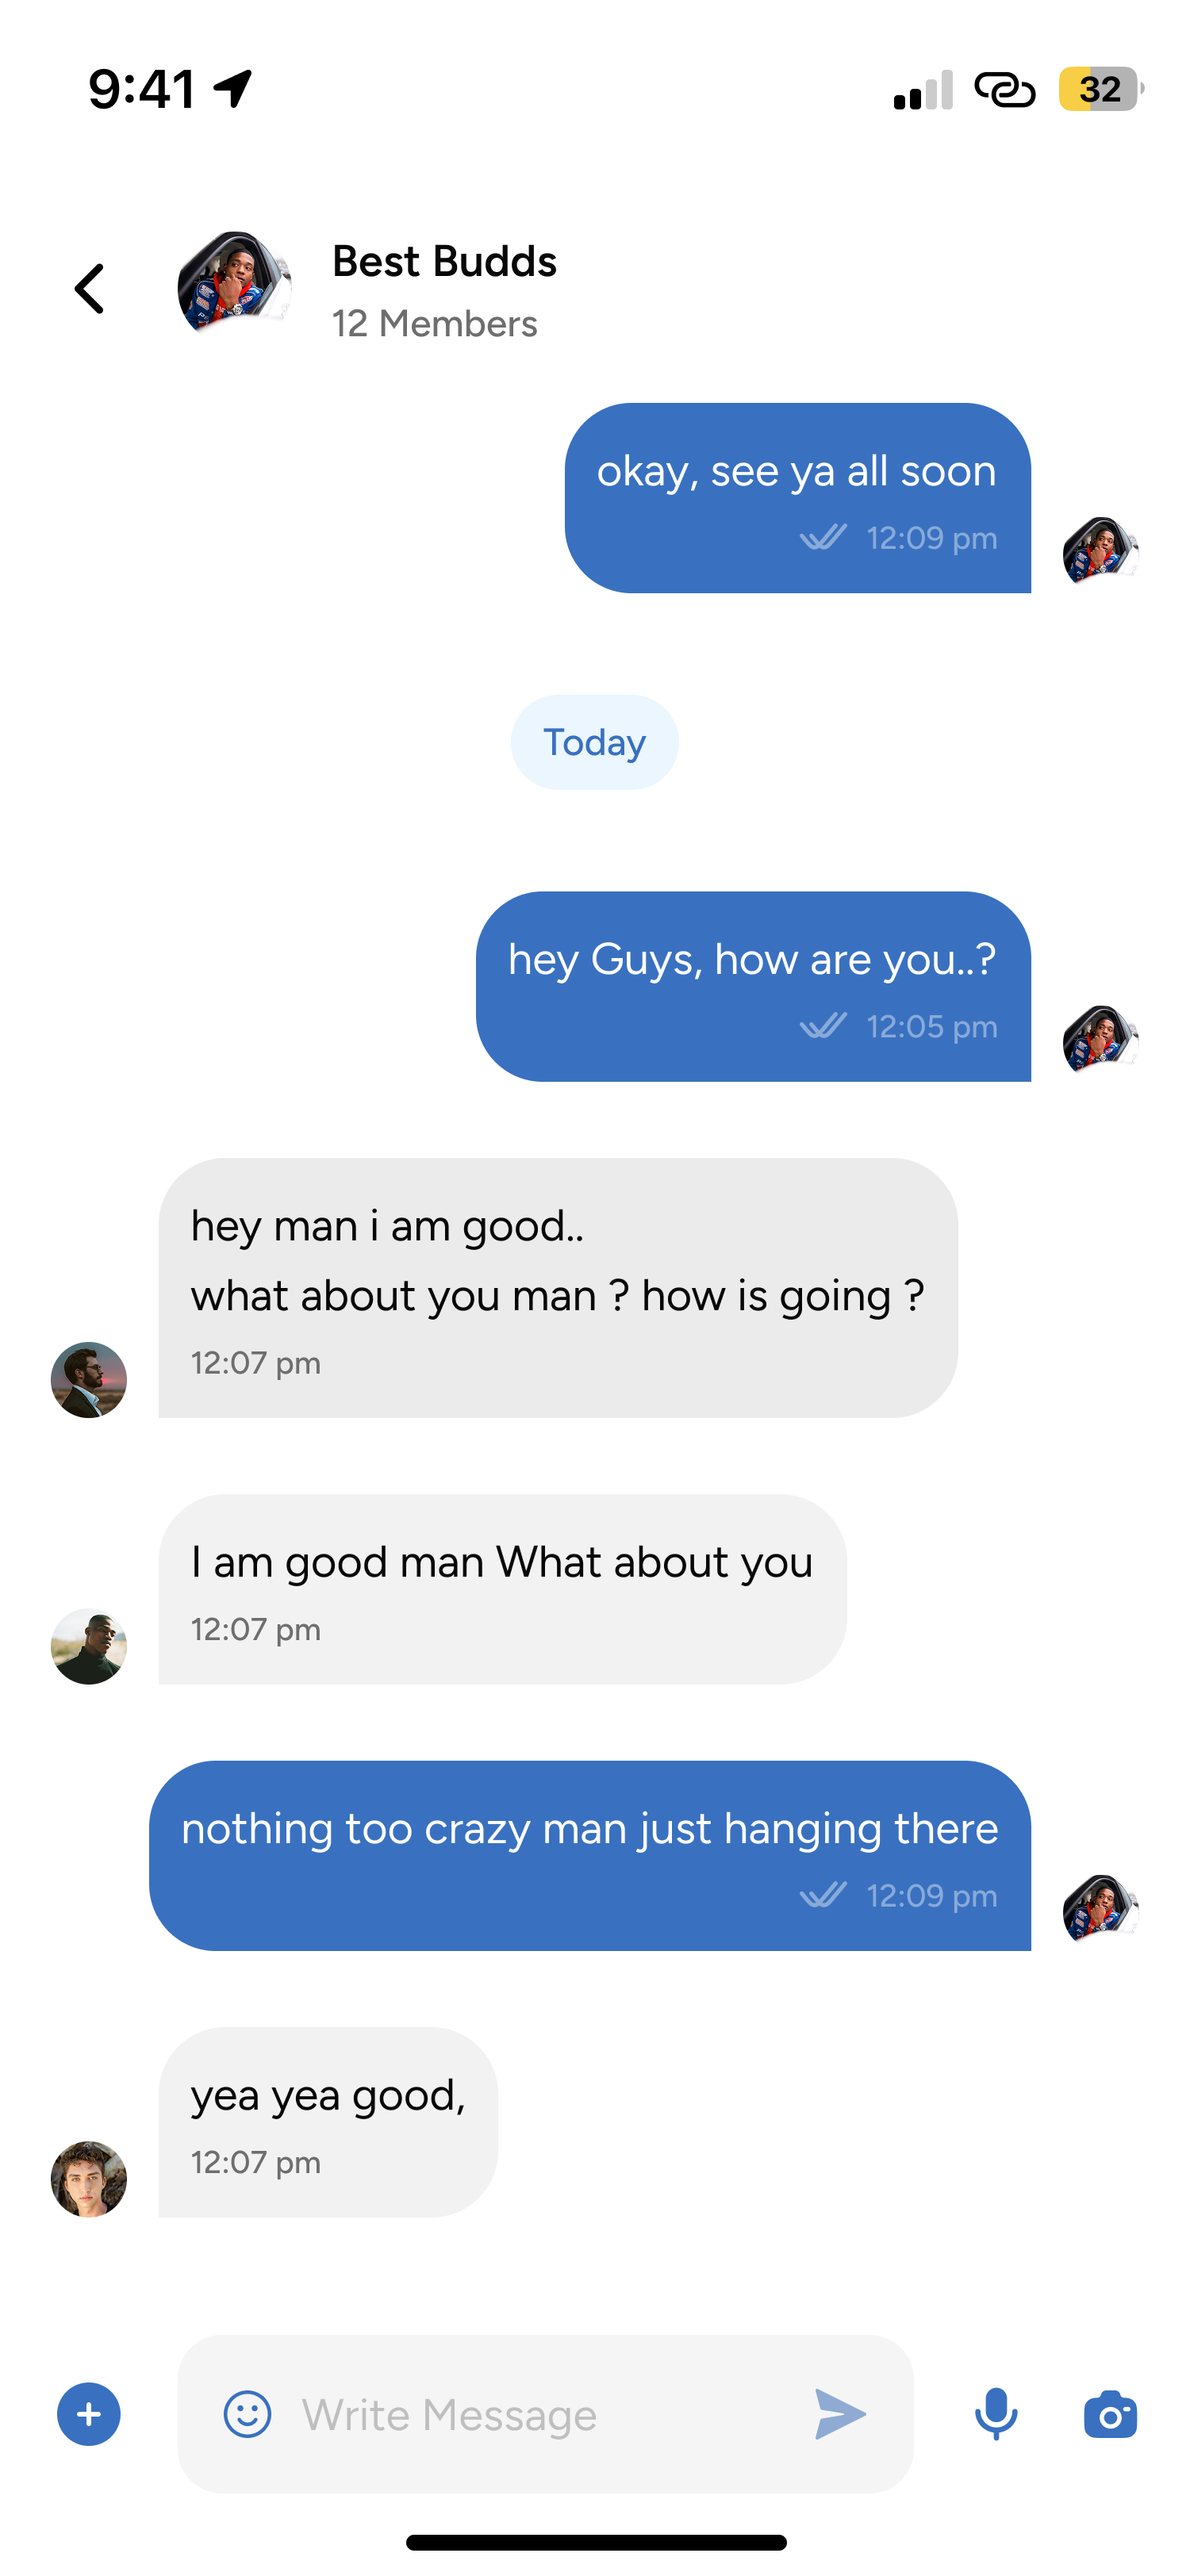 9:41
32
Best Budds
12 Members
okay, see ya all soon
12:09 pm
Today
hey Guys, how are you..?
12:05 pm
hey man i am good..
what about you man ? how is going ?
12:07 pm
I am good man What about you
12:07 pm
nothing too crazy man just hanging there
12:09 pm
yea yea good,
12:07 pm
Write Message